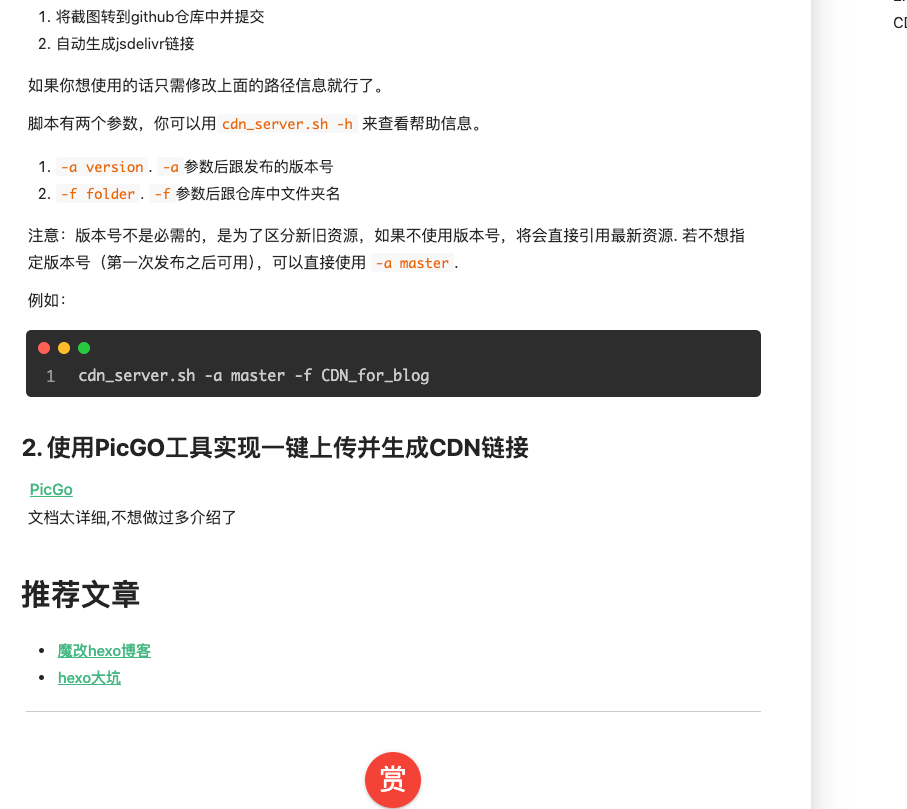 1. 将截图转到github仓库中并提交
2. 自动生成jsdelivr链接
如果你想使用的话只需修改上面的路径信息就行了。
脚本有两个参数，你可以用 cdn_server.sh -h 来查看帮助信息。
1. -a version . -a 参数后跟发布的版本号
2. -f folder . -f 参数后跟仓库中文件夹名
注意：版本号不是必需的，是为了区分新旧资源，如果不使用版本号，将会直接引用最新资源. 若不想指
定版本号（第一次发布之后可用），可以直接使用 -a master .
例如：
1 cdn_server.sh -a master -f CDN_for_blog
2. 使用PicGO工具实现一键上传并生成CDN链接
PicGo
文档太详细,不想做过多介绍了
推荐文章
魔改hexo博客
hexo大坑
赏